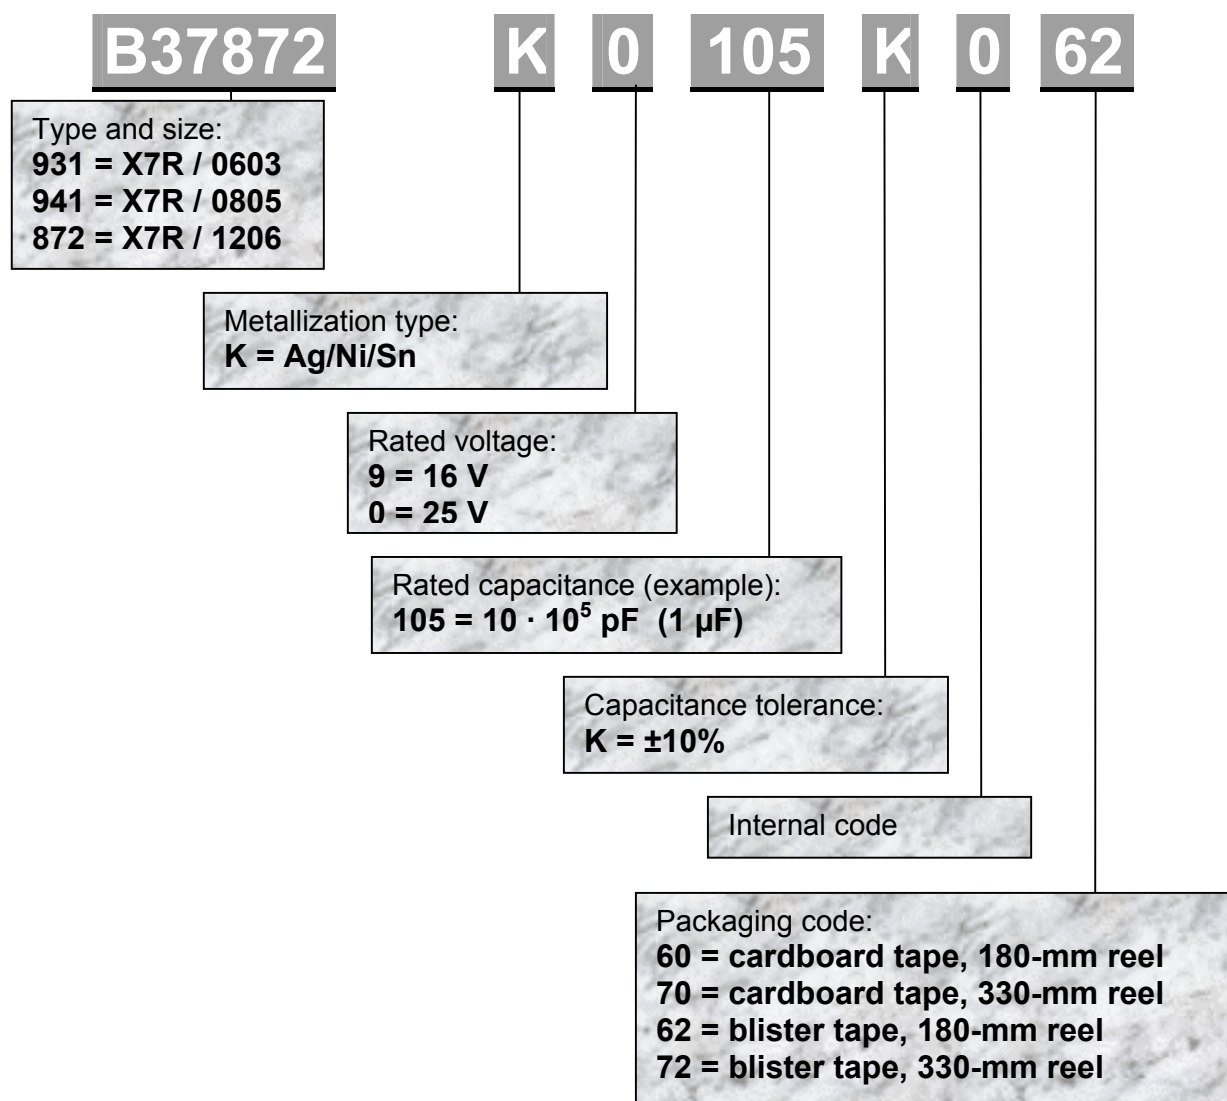 B37872 K 0 105 K 0 62
Type and size:
931 = X7R / 0603
941 = X7R / 0805
872 = X7R / 1206
Metallization type:
K = Ag/Ni/Sn
Rated voltage:
9 = 16 V
0 = 25 V
Rated capacitance (example):
105 = 10 · 10⁵ pF (1 µF)
Capacitance tolerance:
K = ±10%
Internal code
Packaging code:
60 = cardboard tape, 180-mm reel
70 = cardboard tape, 330-mm reel
62 = blister tape, 180-mm reel
72 = blister tape, 330-mm reel